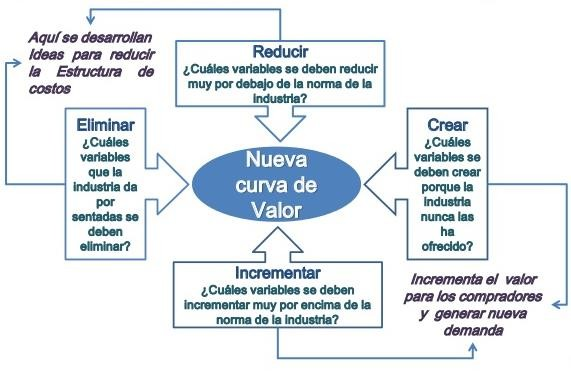 Aquí se desarrollan
Ideas para reducir
la Estructura de
costos
Reducir
¿Cuáles variables se deben reducir
muy por debajo de la norma de la
industria?
Eliminar
¿Cuáles
variables
que la
industria da
por
sentadas se
deben
eliminar?
Nueva
curva de
Valor
Crear
¿Cuáles
variables se
deben crear
porque la
industria
nunca las
ha
ofrecido?
Incrementar
¿Cuáles variables se deben
incrementar muy por encima de la
norma de la industria?
Incrementa el valor
para los compradores
y generar nueva
demanda